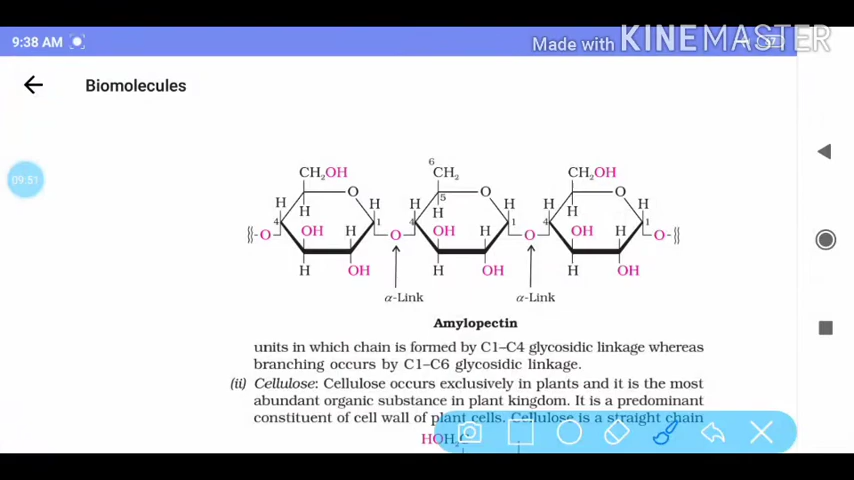 9:38 AM
Made with KINEMASTER
Biomolecules
09:51
6
CH₂OH CH₂ CH₂OH
O O O
5
H H H H H H
H H H
4 1 4 1 4 1
OH H OH H OH H
O O O O
H OH H OH H OH
α-Link α-Link
Amylopectin
units in which chain is formed by C1–C4 glycosidic linkage whereas
branching occurs by C1–C6 glycosidic linkage.
(ii) Cellulose: Cellulose occurs exclusively in plants and it is the most
abundant organic substance in plant kingdom. It is a predominant
constituent of cell wall of plant cells. Cellulose is a straight chain